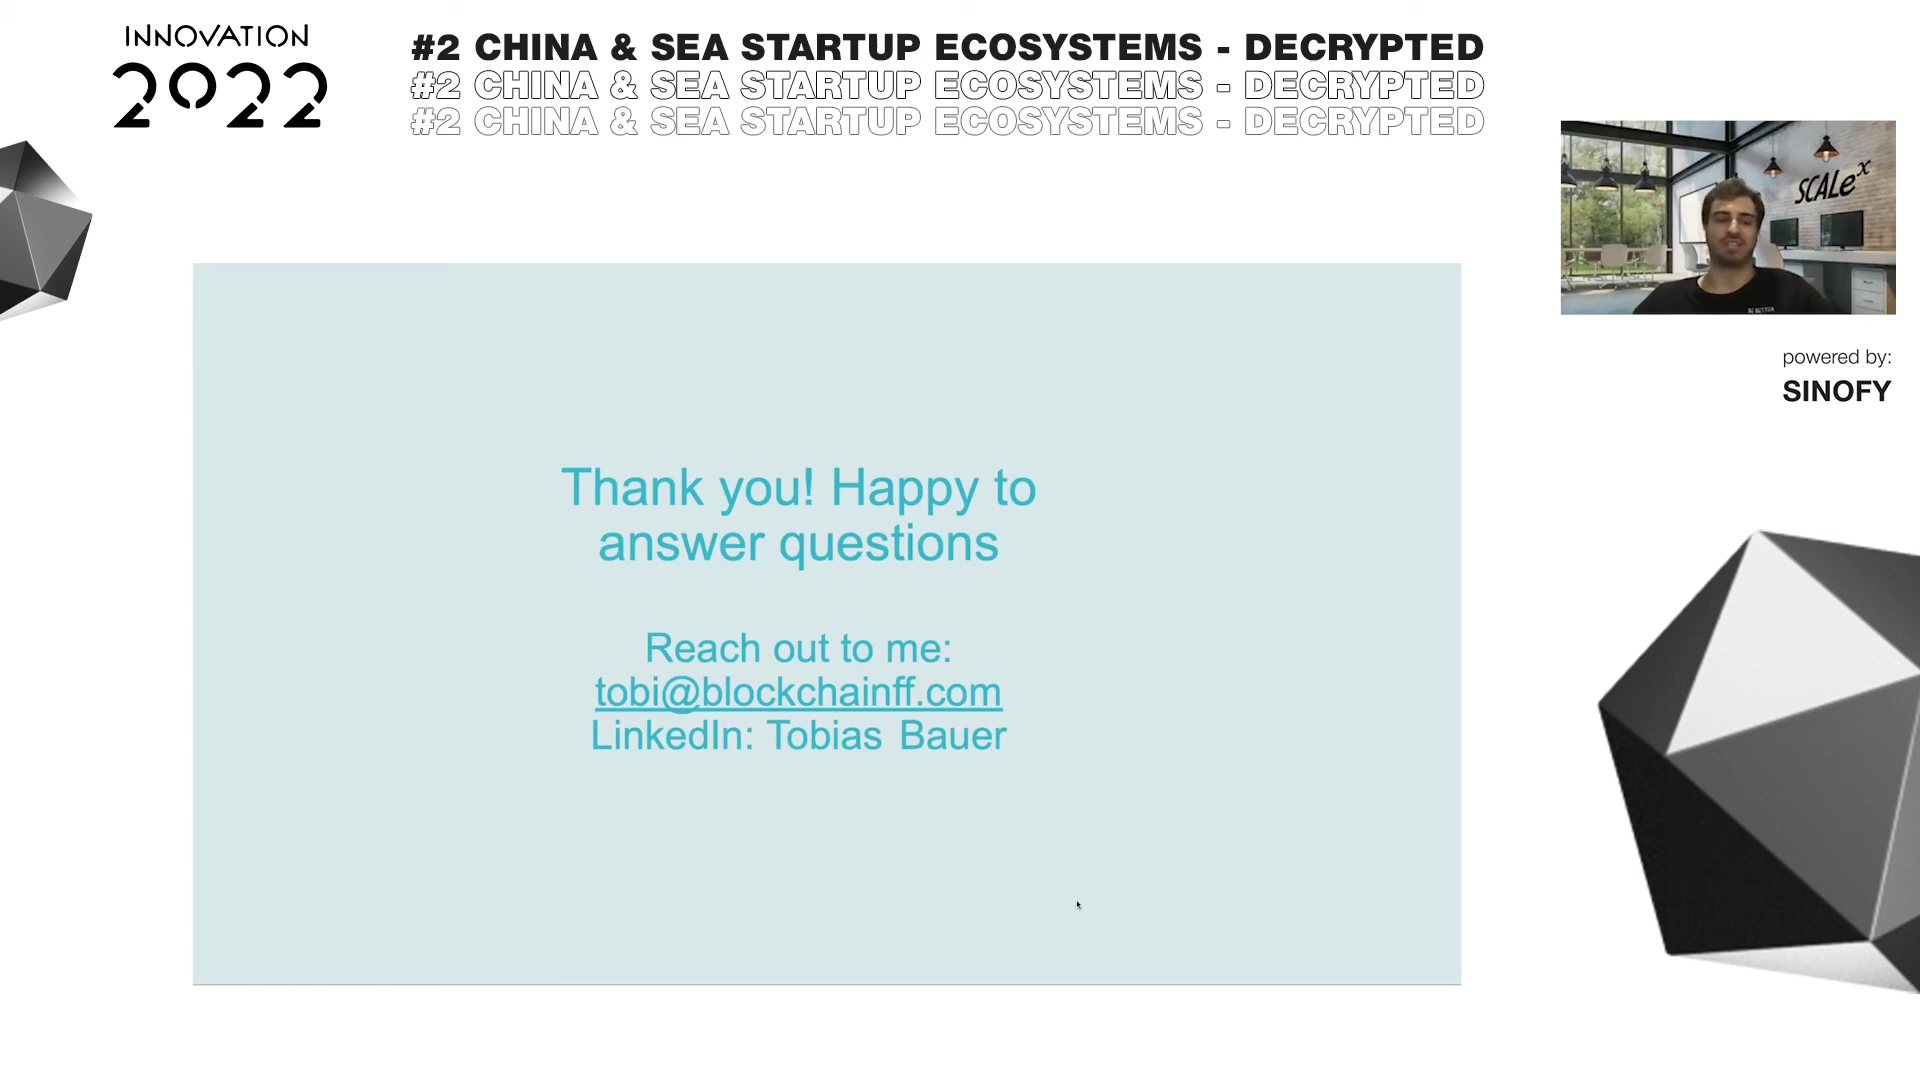 INNOVATION
2022
#2 CHINA & SEA STARTUP ECOSYSTEMS - DECRYPTED
#2 CHINA & SEA STARTUP ECOSYSTEMS - DECRYPTED
#2 CHINA & SEA STARTUP ECOSYSTEMS - DECRYPTED
SCALex
powered by:
SINOFY
Thank you! Happy to
answer questions
Reach out to me:
tobi@blockchainff.com
LinkedIn: Tobias Bauer